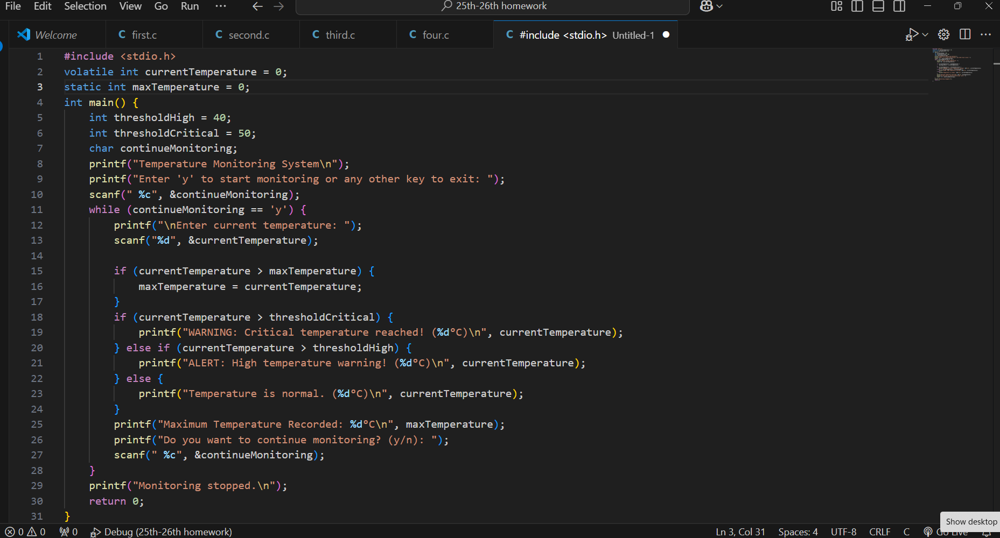 File Edit Selection View Go Run ··· 25th-26th homework
Welcome first.c second.c third.c four.c #include <stdio.h> Untitled-1
1 #include <stdio.h>
2 volatile int currentTemperature = 0;
3 static int maxTemperature = 0;
4 int main() {
5 int thresholdHigh = 40;
6 int thresholdCritical = 50;
7 char continueMonitoring;
8 printf("Temperature Monitoring System\n");
9 printf("Enter 'y' to start monitoring or any other key to exit: ");
10 scanf(" %c", &continueMonitoring);
11 while (continueMonitoring == 'y') {
12 printf("\nEnter current temperature: ");
13 scanf("%d", &currentTemperature);
14
15 if (currentTemperature > maxTemperature) {
16 maxTemperature = currentTemperature;
17 }
18 if (currentTemperature > thresholdCritical) {
19 printf("WARNING: Critical temperature reached! (%d°C)\n", currentTemperature);
20 } else if (currentTemperature > thresholdHigh) {
21 printf("ALERT: High temperature warning! (%d°C)\n", currentTemperature);
22 } else {
23 printf("Temperature is normal. (%d°C)\n", currentTemperature);
24 }
25 printf("Maximum Temperature Recorded: %d°C\n", maxTemperature);
26 printf("Do you want to continue monitoring? (y/n): ");
27 scanf(" %c", &continueMonitoring);
28 }
29 printf("Monitoring stopped.\n");
30 return 0;
31 }
Show desktop
0 0 0 Debug (25th-26th homework) Ln 3, Col 31 Spaces: 4 UTF-8 CRLF C Go Live